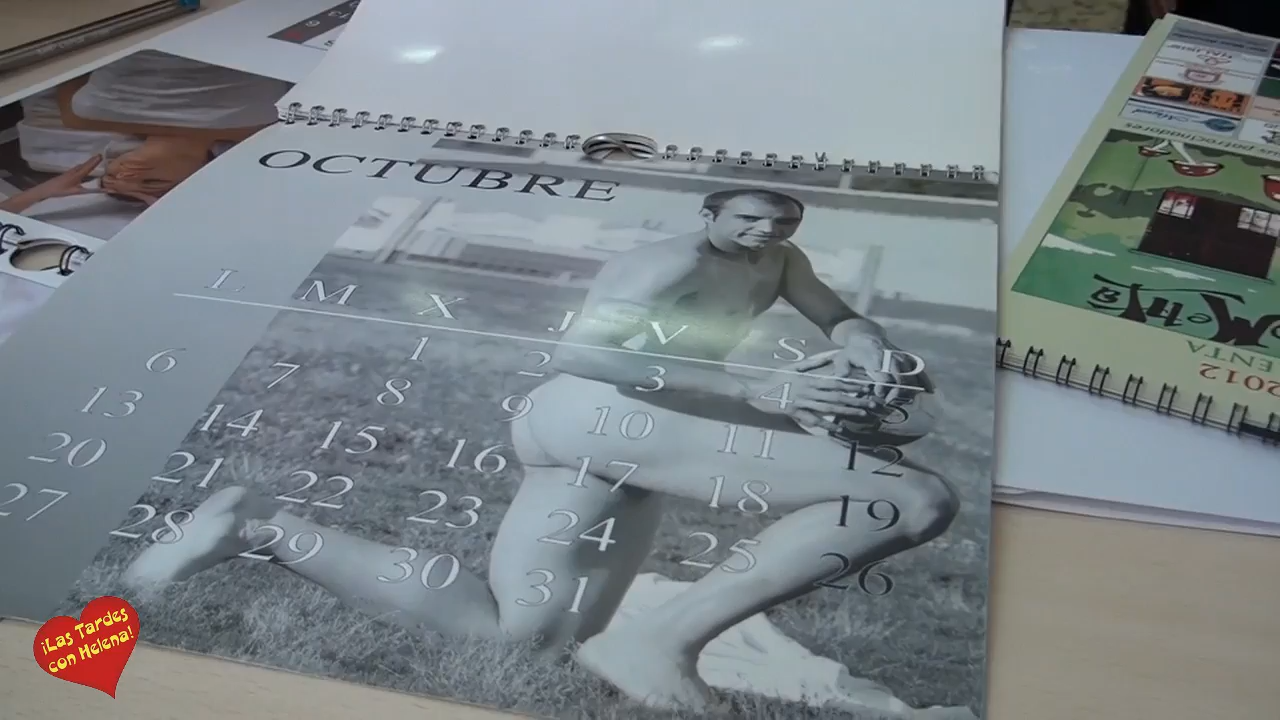 OCTUBRE
L M X J V S D
1 2 3 4 5
6 7 8 9 10 11 12
13 14 15 16 17 18 19
20 21 22 23 24 25 26
27 28 29 30 31
2012
ENTA
¡Las Tardes
con Helena!